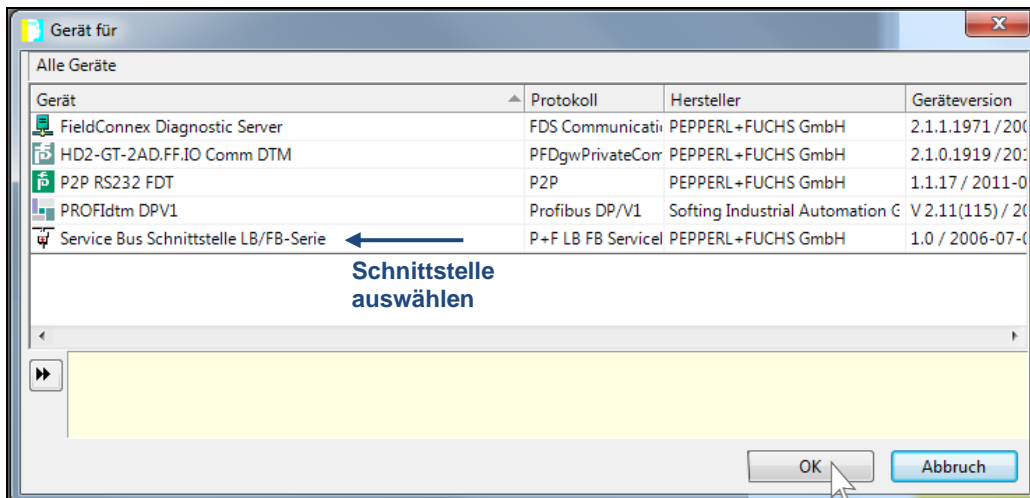 Gerät für
Alle Geräte
Gerät Protokoll Hersteller Geräteversion
FieldConnex Diagnostic Server FDS Communicati PEPPERL+FUCHS GmbH 2.1.1.1971 / 200
HD2-GT-2AD.FF.IO Comm DTM PFDgwPrivateCom PEPPERL+FUCHS GmbH 2.1.0.1919 / 201
P2P RS232 FDT P2P PEPPERL+FUCHS GmbH 1.1.17 / 2011-0
PROFIdtm DPV1 Profibus DP/V1 Softing Industrial Automation G V 2.11(115) / 20
Service Bus Schnittstelle LB/FB-Serie P+F LB FB Servicel PEPPERL+FUCHS GmbH 1.0 / 2006-07-0
Schnittstelle
auswählen
OK Abbruch